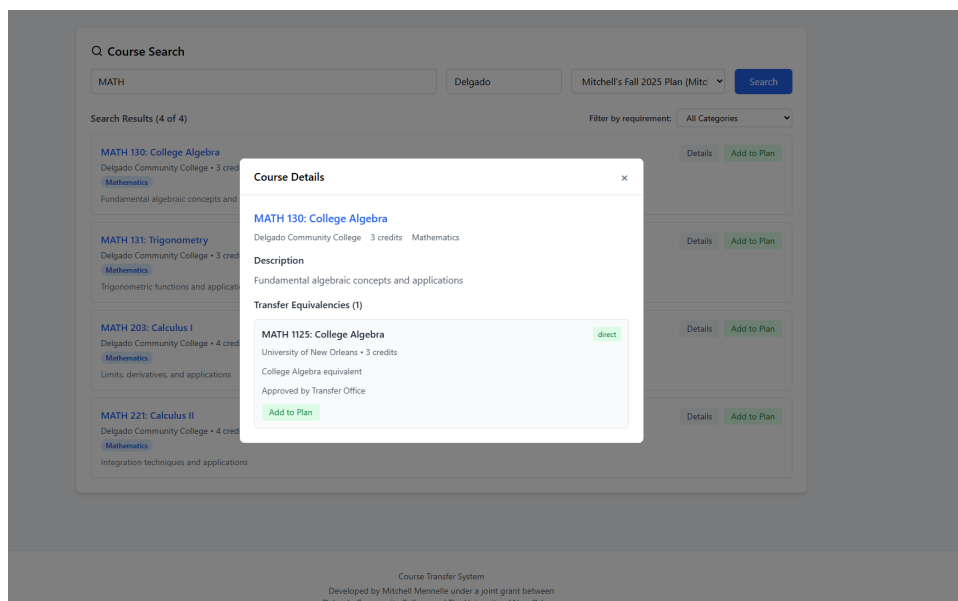 Course Search
MATH
Delgado
Mitchell's Fall 2025 Plan (Mitc
Search
Search Results (4 of 4)
Filter by requirement:
All Categories
MATH 130: College Algebra
Details
Add to Plan
Delgado Community College • 3 cred
Mathematics
Fundamental algebraic concepts and
MATH 131: Trigonometry
Details
Add to Plan
Delgado Community College • 3 cred
Mathematics
Trigonometric functions and applicati
MATH 203: Calculus I
Details
Add to Plan
Delgado Community College • 4 cred
Mathematics
Limits, derivatives, and applications
MATH 221: Calculus II
Details
Add to Plan
Delgado Community College • 4 cred
Mathematics
Integration techniques and applications
Course Details
×
MATH 130: College Algebra
Delgado Community College 3 credits Mathematics
Description
Fundamental algebraic concepts and applications
Transfer Equivalencies (1)
MATH 1125: College Algebra
direct
University of New Orleans • 3 credits
College Algebra equivalent
Approved by Transfer Office
Add to Plan
Course Transfer System
Developed by Mitchell Mennelle under a joint grant between